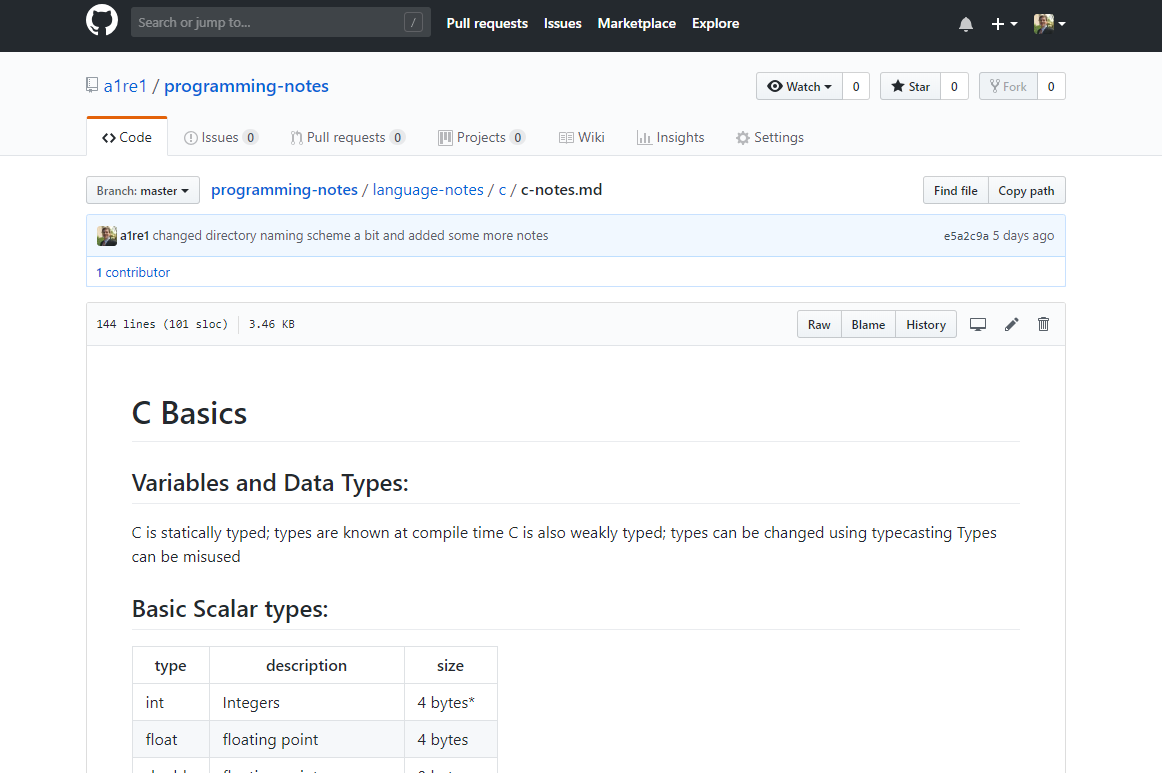 Search or jump to... / Pull requests Issues Marketplace Explore
a1re1 / programming-notes Watch 0 Star 0 Fork 0
Code Issues 0 Pull requests 0 Projects 0 Wiki Insights Settings
Branch: master programming-notes / language-notes / c / c-notes.md Find file Copy path
a1re1 changed directory naming scheme a bit and added some more notes e5a2c9a 5 days ago
1 contributor
144 lines (101 sloc) 3.46 KB Raw Blame History
C Basics
Variables and Data Types:
C is statically typed; types are known at compile time C is also weakly typed; types can be changed using typecasting Types
can be misused
Basic Scalar types:
type description size
int Integers 4 bytes*
float floating point 4 bytes